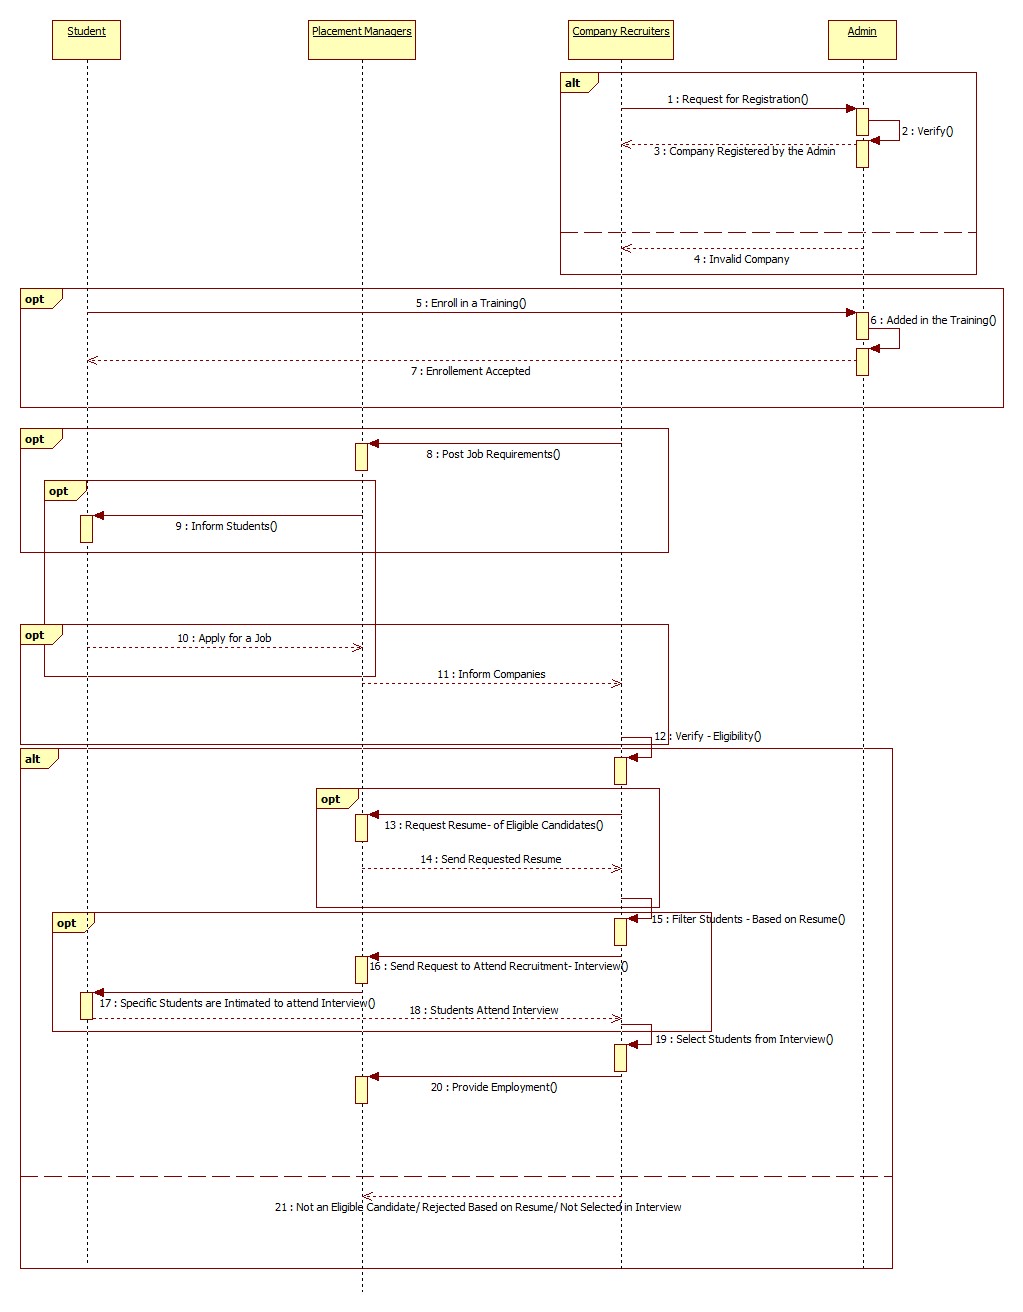 Student
Placement Managers
Company Recruiters
Admin
alt
1 : Request for Registration()
2 : Verify()
3 : Company Registered by the Admin
4 : Invalid Company
opt
5 : Enroll in a Training()
6 : Added in the Training()
7 : Enrollement Accepted
opt
8 : Post Job Requirements()
opt
9 : Inform Students()
opt
10 : Apply for a Job
11 : Inform Companies
12 : Verify - Eligibility()
alt
opt
13 : Request Resume- of Eligible Candidates()
14 : Send Requested Resume
15 : Filter Students - Based on Resume()
opt
16 : Send Request to Attend Recruitment- Interview()
17 : Specific Students are Intimated to attend Interview()
18 : Students Attend Interview
19 : Select Students from Interview()
20 : Provide Employment()
21 : Not an Eligible Candidate/ Rejected Based on Resume/ Not Selected in Interview